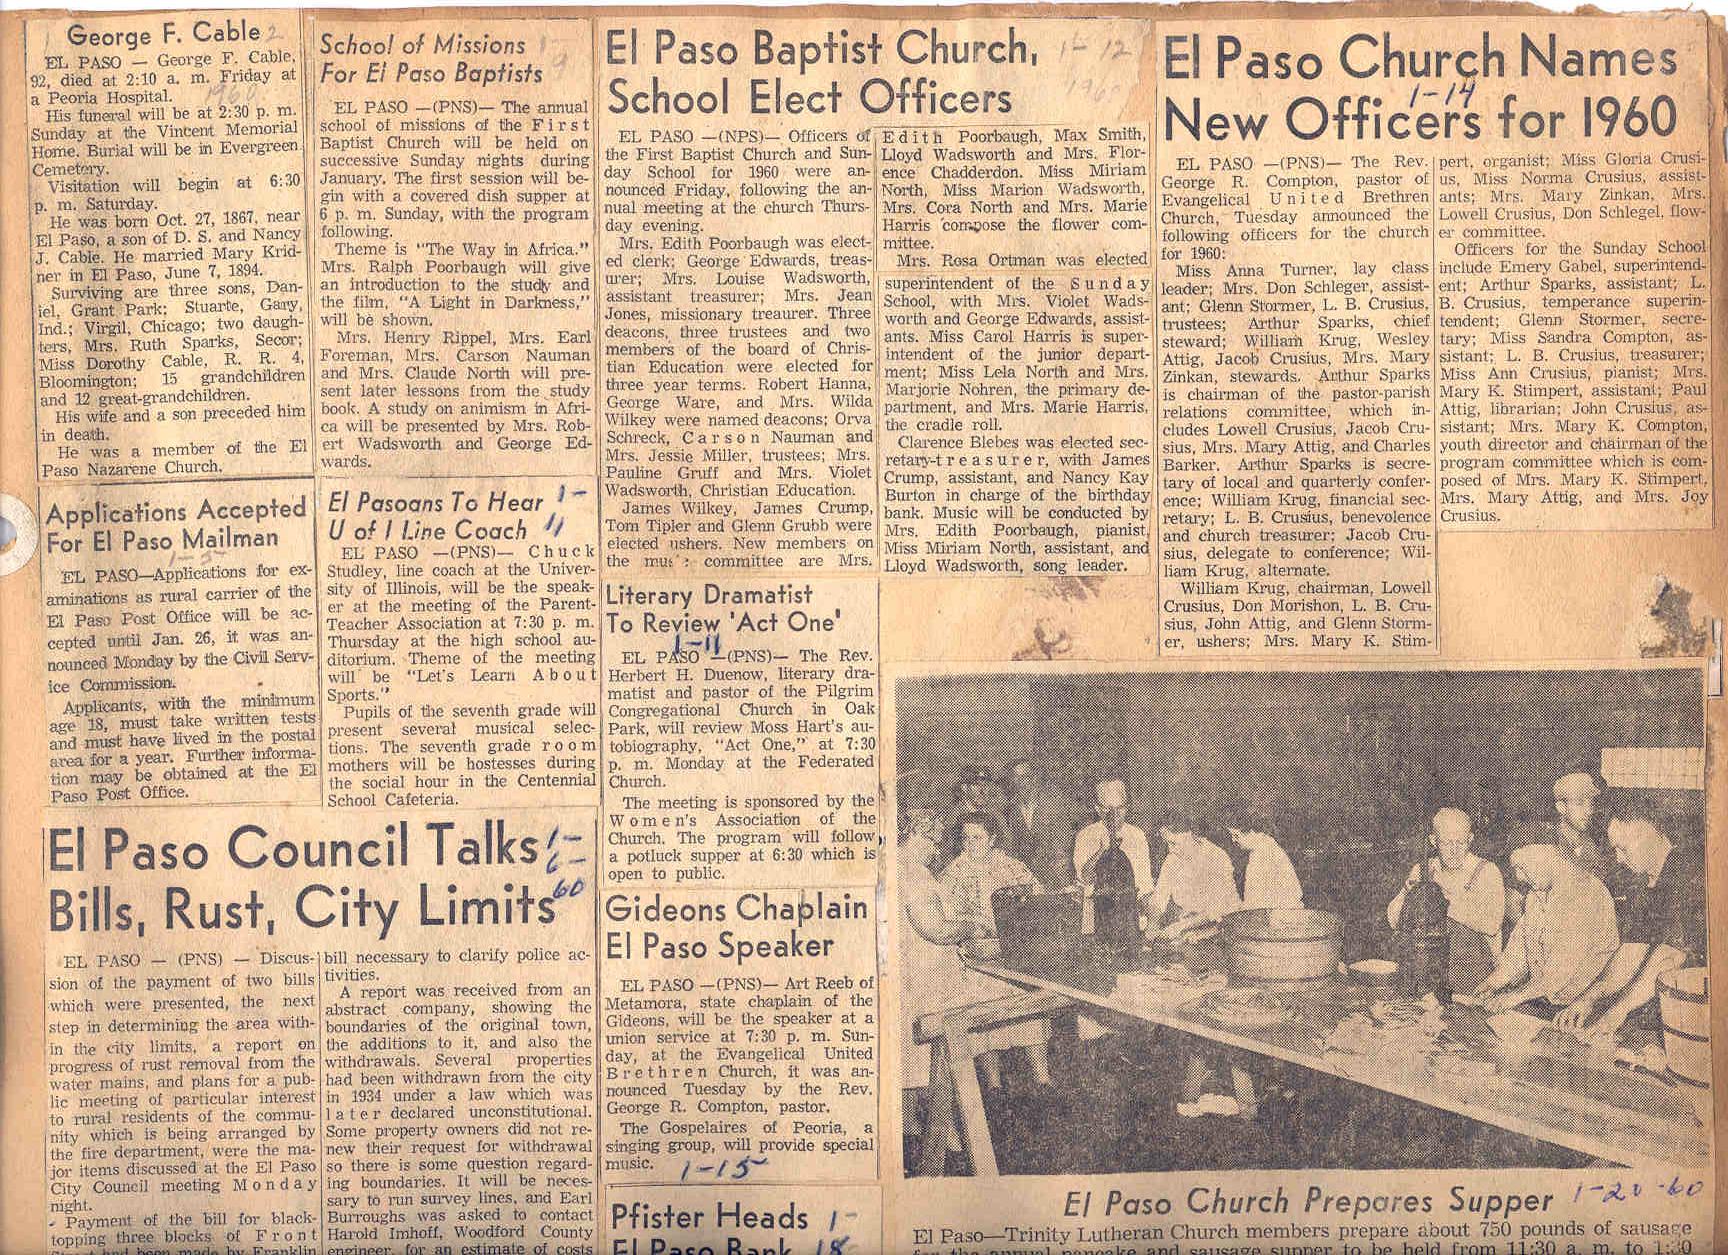 George F. Cable 2
EL PASO — George F. Cable,
92, died at 2:10 a. m. Friday at
a Peoria Hospital. 1960
His funeral will be at 2:30 p. m.
Sunday at the Vincent Memorial
Home. Burial will be in Evergreen
Cemetery.
Visitation will begin at 6:30
p. m. Saturday.
He was born Oct. 27, 1867, near
El Paso, a son of D. S. and Nancy
J. Cable. He married Mary Krid-
ner in El Paso, June 7, 1894.
Surviving are three sons, Dan-
iel, Grant Park; Stuarte, Gary,
Ind.; Virgil, Chicago; two daugh-
ters, Mrs. Ruth Sparks, Secor;
Miss Dorothy Cable, R. R. 4,
Bloomington; 15 grandchildren
and 12 great-grandchildren.
His wife and a son preceded him
in death.
He was a member of the El
Paso Nazarene Church.
Applications Accepted
For El Paso Mailman
1-5
EL PASO—Applications for ex-
aminations as rural carrier of the
El Paso Post Office will be ac-
cepted until Jan. 26, it was an-
nounced Monday by the Civil Serv-
ice Commission.
Applicants, with the minimum
age 18, must take written tests
and must have lived in the postal
area for a year. Further informa-
tion may be obtained at the El
Paso Post Office.
School of Missions 1-
For El Paso Baptists 9
EL PASO —(PNS)— The annual
school of missions of the First
Baptist Church will be held on
successive Sunday nights during
January. The first session will be-
gin with a covered dish supper at
6 p. m. Sunday, with the program
following.
Theme is "The Way in Africa."
Mrs. Ralph Poorbaugh will give
an introduction to the study and
the film, "A Light in Darkness,"
will be shown.
Mrs. Henry Rippel, Mrs. Earl
Foreman, Mrs. Carson Nauman
and Mrs. Claude North will pre-
sent later lessons from the study
book. A study on animism in Afri-
ca will be presented by Mrs. Rob-
ert Wadsworth and George Ed-
wards.
El Pasoans To Hear 1-
U of I Line Coach 11
EL PASO —(PNS)— Chuck
Studley, line coach at the Univer-
sity of Illinois, will be the speak-
er at the meeting of the Parent-
Teacher Association at 7:30 p. m.
Thursday at the high school au-
ditorium. Theme of the meeting
will be "Let's Learn About
Sports."
Pupils of the seventh grade will
present several musical selec-
tions. The seventh grade room
mothers will be hostesses during
the social hour in the Centennial
School Cafeteria.
El Paso Council Talks 1-
6-
Bills, Rust, City Limits 60
EL PASO — (PNS) — Discus-
sion of the payment of two bills
which were presented, the next
step in determining the area with-
in the city limits, a report on
progress of rust removal from the
water mains, and plans for a pub-
lic meeting of particular interest
to rural residents of the commu-
nity which is being arranged by
the fire department, were the ma-
jor items discussed at the El Paso
City Council meeting Monday
night.
Payment of the bill for black-
topping three blocks of Front
Street had been made by Franklin
bill necessary to clarify police ac-
tivities.
A report was received from an
abstract company, showing the
boundaries of the original town,
the additions to it, and also the
withdrawals. Several properties
had been withdrawn from the city
in 1934 under a law which was
later declared unconstitutional.
Some property owners did not re-
new their request for withdrawal
so there is some question regard-
ing boundaries. It will be neces-
sary to run survey lines, and Earl
Burroughs was asked to contact
Harold Imhoff, Woodford County
engineer, for an estimate of costs
El Paso Baptist Church,
School Elect Officers
1-12
1960
EL PASO —(NPS)— Officers of
the First Baptist Church and Sun-
day School for 1960 were an-
nounced Friday, following the an-
nual meeting at the church Thurs-
day evening.
Mrs. Edith Poorbaugh was elect-
ed clerk; George Edwards, treas-
urer; Mrs. Louise Wadsworth,
assistant treasurer; Mrs. Jean
Jones, missionary treaurer. Three
deacons, three trustees and two
members of the board of Chris-
tian Education were elected for
three year terms. Robert Hanna,
George Ware, and Mrs. Wilda
Wilkey were named deacons; Orva
Schreck, Carson Nauman and
Mrs. Jessie Miller, trustees; Mrs.
Pauline Gruff and Mrs. Violet
Wadsworth, Christian Education.
James Wilkey, James Crump,
Tom Tipler and Glenn Grubb were
elected ushers. New members on
the committee are Mrs.
Edith Poorbaugh, Max Smith,
Lloyd Wadsworth and Mrs. Flor-
ence Chadderdon. Miss Miriam
North, Miss Marion Wadsworth,
Mrs. Cora North and Mrs. Marie
Harris compose the flower com-
mittee.
Mrs. Rosa Ortman was elected
superintendent of the Sunday
School, with Mrs. Violet Wads-
worth and George Edwards, assist-
ants. Miss Carol Harris is super-
intendent of the junior depart-
ment; Miss Lela North and Mrs.
Marjorie Nohren, the primary de-
partment, and Mrs. Marie Harris,
the cradle roll.
Clarence Blebes was elected sec-
retary-treasurer, with James
Crump, assistant, and Nancy Kay
Burton in charge of the birthday
bank. Music will be conducted by
Mrs. Edith Poorbaugh, pianist,
Miss Miriam North, assistant, and
Lloyd Wadsworth, song leader.
Literary Dramatist
To Review 'Act One'
1-11
EL PASO —(PNS)— The Rev.
Herbert H. Duenow, literary dra-
matist and pastor of the Pilgrim
Congregational Church in Oak
Park, will review Moss Hart's au-
tobiography, "Act One," at 7:30
p. m. Monday at the Federated
Church.
The meeting is sponsored by the
Women's Association of the
Church. The program will follow
a potluck supper at 6:30 which is
open to public.
Gideons Chaplain
El Paso Speaker
EL PASO —(PNS)— Art Reeb of
Metamora, state chaplain of the
Gideons, will be the speaker at a
union service at 7:30 p. m. Sun-
day, at the Evangelical United
Brethren Church, it was an-
nounced Tuesday by the Rev.
George R. Compton, pastor.
The Gospelaires of Peoria, a
singing group, will provide special
music. 1-15
Pfister Heads 1-
El Paso Bank 18
El Paso Church Names
1-14
New Officers for 1960
EL PASO —(PNS)— The Rev.
George R. Compton, pastor of
Evangelical United Brethren
Church, Tuesday announced the
following officers for the church
for 1960:
Miss Anna Turner, lay class
leader; Mrs. Don Schleger, assist-
ant; Glenn Stormer, L. B. Crusius,
trustees; Arthur Sparks, chief
steward; William Krug, Wesley
Attig, Jacob Crusius, Mrs. Mary
Zinkan, stewards. Arthur Sparks
is chairman of the pastor-parish
relations committee, which in-
cludes Lowell Crusius, Jacob Cru-
sius, Mrs. Mary Attig, and Charles
Barker. Arthur Sparks is secre-
tary of local and quarterly confer-
ence; William Krug, financial sec-
retary; L. B. Crusius, benevolence
and church treasurer; Jacob Cru-
sius, delegate to conference; Wil-
liam Krug, alternate.
William Krug, chairman, Lowell
Crusius, Don Morishon, L. B. Cru-
sius, John Attig, and Glenn Storm-
er, ushers; Mrs. Mary K. Stim-
pert, organist; Miss Gloria Crusi-
us, Miss Norma Crusius, assist-
ants; Mrs. Mary Zinkan, Mrs.
Lowell Crusius, Don Schlegel, flow-
er committee.
Officers for the Sunday School
include Emery Gabel, superintend-
ent; Arthur Sparks, assistant; L.
B. Crusius, temperance superin-
tendent; Glenn Stormer, secre-
tary; Miss Sandra Compton, as-
sistant; L. B. Crusius, treasurer;
Miss Ann Crusius, pianist; Mrs.
Mary K. Stimpert, assistant; Paul
Attig, librarian; John Crusius, as-
sistant; Mrs. Mary K. Compton,
youth director and chairman of the
program committee which is com-
posed of Mrs. Mary K. Stimpert,
Mrs. Mary Attig, and Mrs. Joy
Crusius.
El Paso Church Prepares Supper 1-20-60
El Paso—Trinity Lutheran Church members prepare about 750 pounds of sausage
for the annual pancake and sausage supper to be held from 11:30 a. m. to 1:30